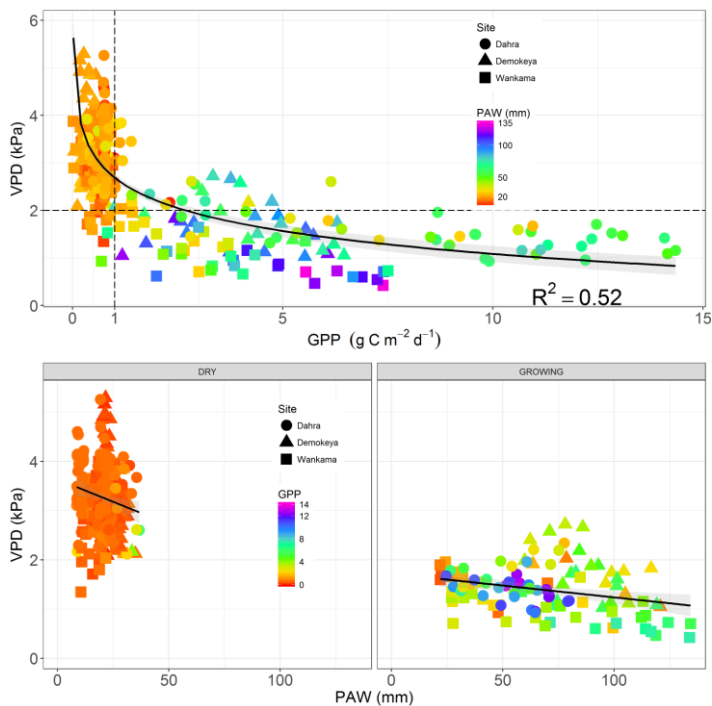 6
4
2
0
VPD (kPa)
Site
Dahra
Demokeya
Wankama
PAW (mm)
135
100
50
20
R² = 0.52
0 1 5 10 15
GPP (g C m⁻² d⁻¹)
DRY
GROWING
4
2
0
VPD (kPa)
Site
Dahra
Demokeya
Wankama
GPP
14
12
8
4
2
0
0 50 100
0 50 100
PAW (mm)